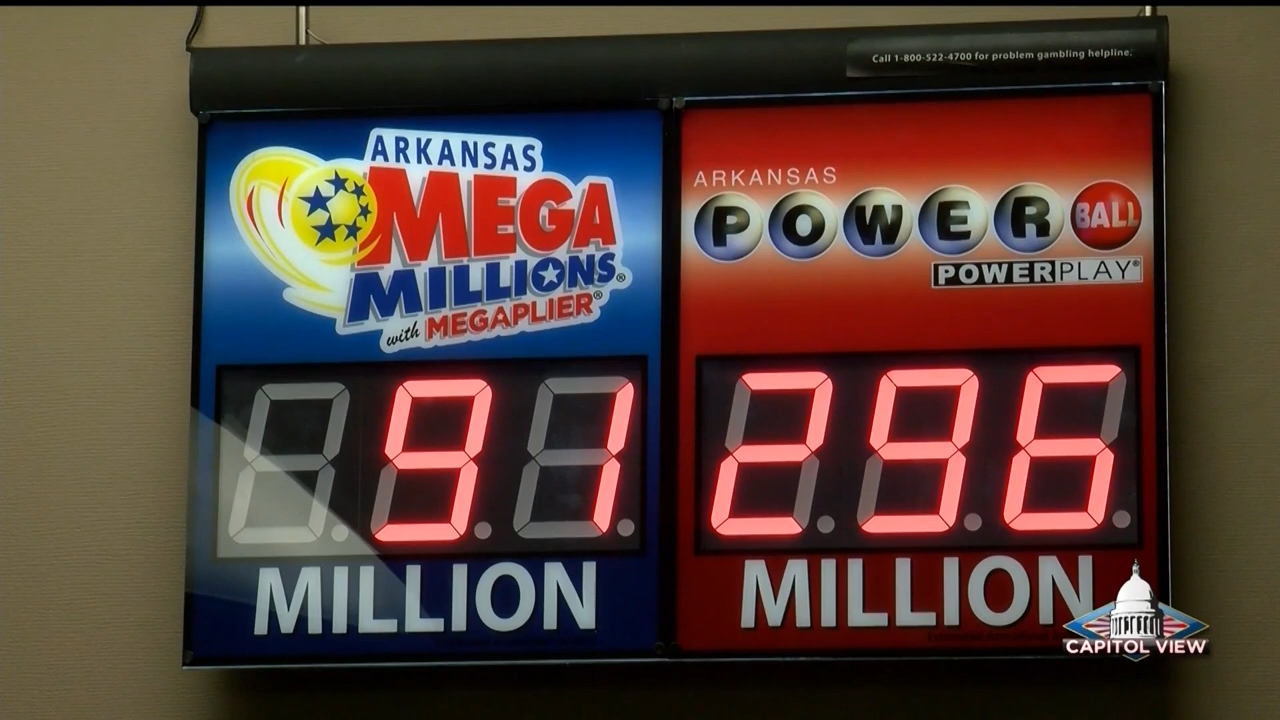 Call 1-800-522-4700 for problem gambling helpline.
ARKANSAS
MEGA
MILLIONS®
with MEGAPLIER®
91
MILLION
ARKANSAS
POWERBALL
POWERPLAY®
296
MILLION
CAPITOL VIEW